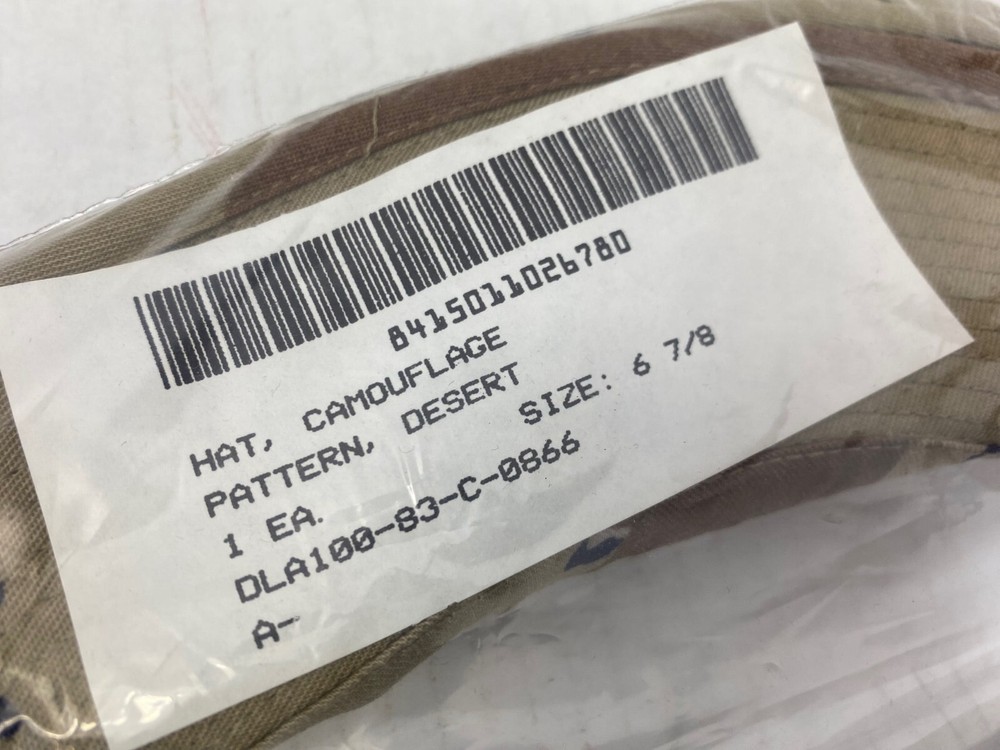 8415011026780
HAT, CAMOUFLAGE
PATTERN, DESERT
1 EA. SIZE: 6 7/8
DLA100-83-C-0866
A-